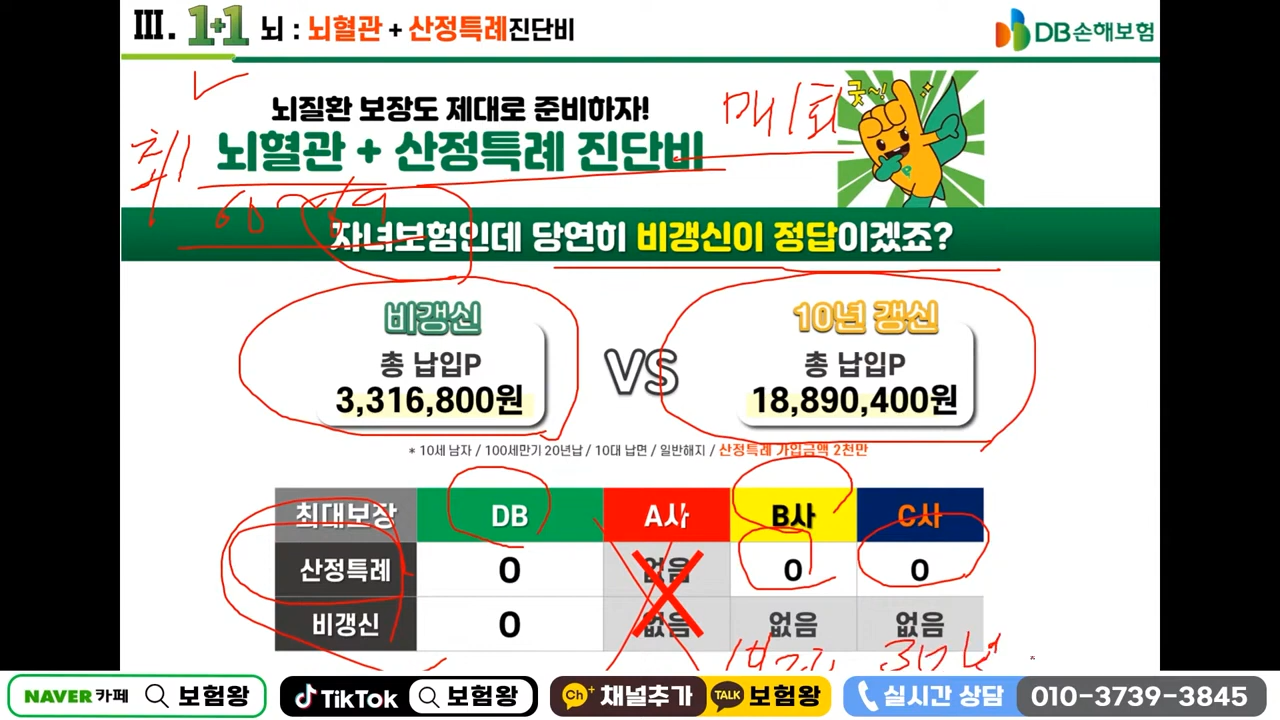 III. 1+1 뇌 : 뇌혈관 + 산정특례진단비
DB손해보험
뇌질환 보장도 제대로 준비하자!
매1회
굿~!
뇌혈관 + 산정특례 진단비
자녀보험인데 당연히 비갱신이 정답이겠죠?
비갱신
총 납입P
3,316,800원
VS
10년 갱신
총 납입P
18,890,400원
* 10세 남자 / 100세만기 20년납 / 10대 납면 / 일반해지 / 산정특례 가입금액 2천만
최대보장 DB A사 B사 C사
산정특례 O 없음 O O
비갱신 O 없음 없음 없음
NAVER 카페 보험왕
TikTok 보험왕
Ch+ 채널추가 TALK 보험왕
실시간 상담 010-3739-3845